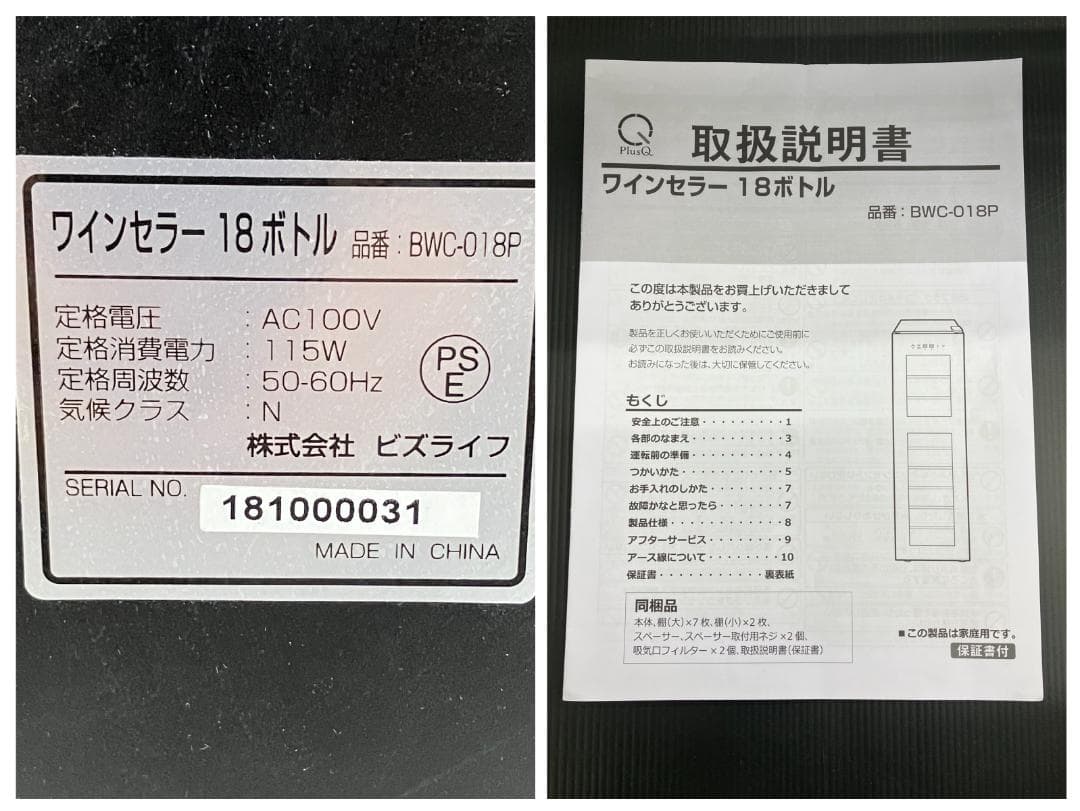 ワインセラー 18ボトル 品番：BWC-018P
定格電圧 : AC100V
定格消費電力 : 115W
定格周波数 : 50-60Hz
気候クラス : N
PS
E
株式会社 ビズライフ
SERIAL NO. 181000031
MADE IN CHINA
PlusQ
取扱説明書
ワインセラー 18ボトル
品番：BWC-018P
この度は本製品をお買上げいただきまして
ありがとうございます。
製品を正しくお使いいただくためにご使用前に
必ずこの取扱説明書をお読みください。
お読みになった後は、大切に保管してください。
もくじ
安全上のご注意・・・・・・・・・1
各部のなまえ・・・・・・・・・・3
運転前の準備・・・・・・・・・・4
つかいかた・・・・・・・・・・・5
お手入れのしかた・・・・・・・・7
故障かなと思ったら・・・・・・・7
製品仕様・・・・・・・・・・・・8
アフターサービス・・・・・・・・9
アース線について・・・・・・・・10
保証書・・・・・・・・・・・裏表紙
同梱品
本体、棚(大)×7枚、棚(小)×2枚、
スペーサー、スペーサー取付用ネジ×2個、
吸気口フィルター×2個、取扱説明書(保証書)
■この製品は家庭用です。
保証書付